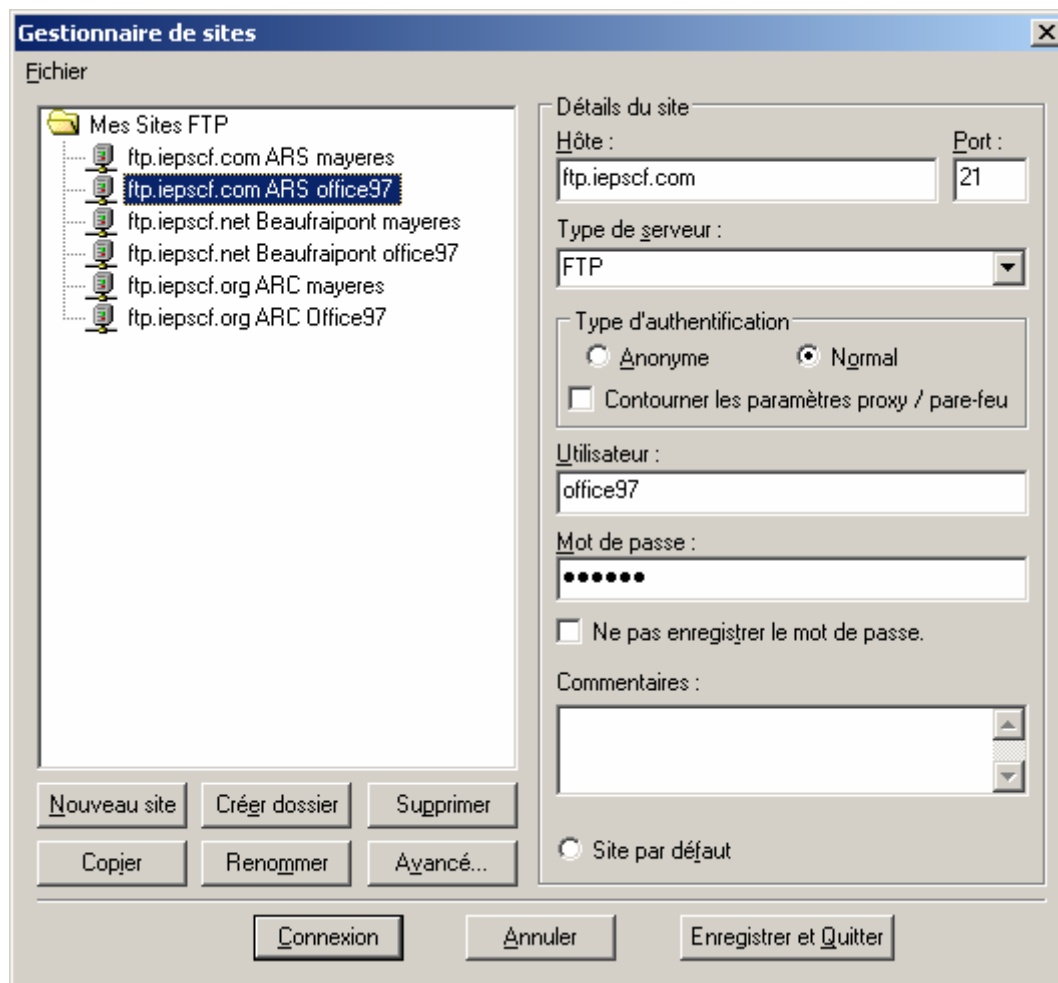 Gestionnaire de sites
Fichier
Mes Sites FTP
ftp.iepscf.com ARS mayeres
ftp.iepscf.com ARS office97
ftp.iepscf.net Beaufraipont mayeres
ftp.iepscf.net Beaufraipont office97
ftp.iepscf.org ARC mayeres
ftp.iepscf.org ARC Office97
Nouveau site Créer dossier Supprimer
Copier Renommer Avancé...
Détails du site
Hôte : Port :
ftp.iepscf.com 21
Type de serveur :
FTP
Type d'authentification
Anonyme Normal
Contourner les paramètres proxy / pare-feu
Utilisateur :
office97
Mot de passe :
••••••
Ne pas enregistrer le mot de passe.
Commentaires :
Site par défaut
Connexion Annuler Enregistrer et Quitter